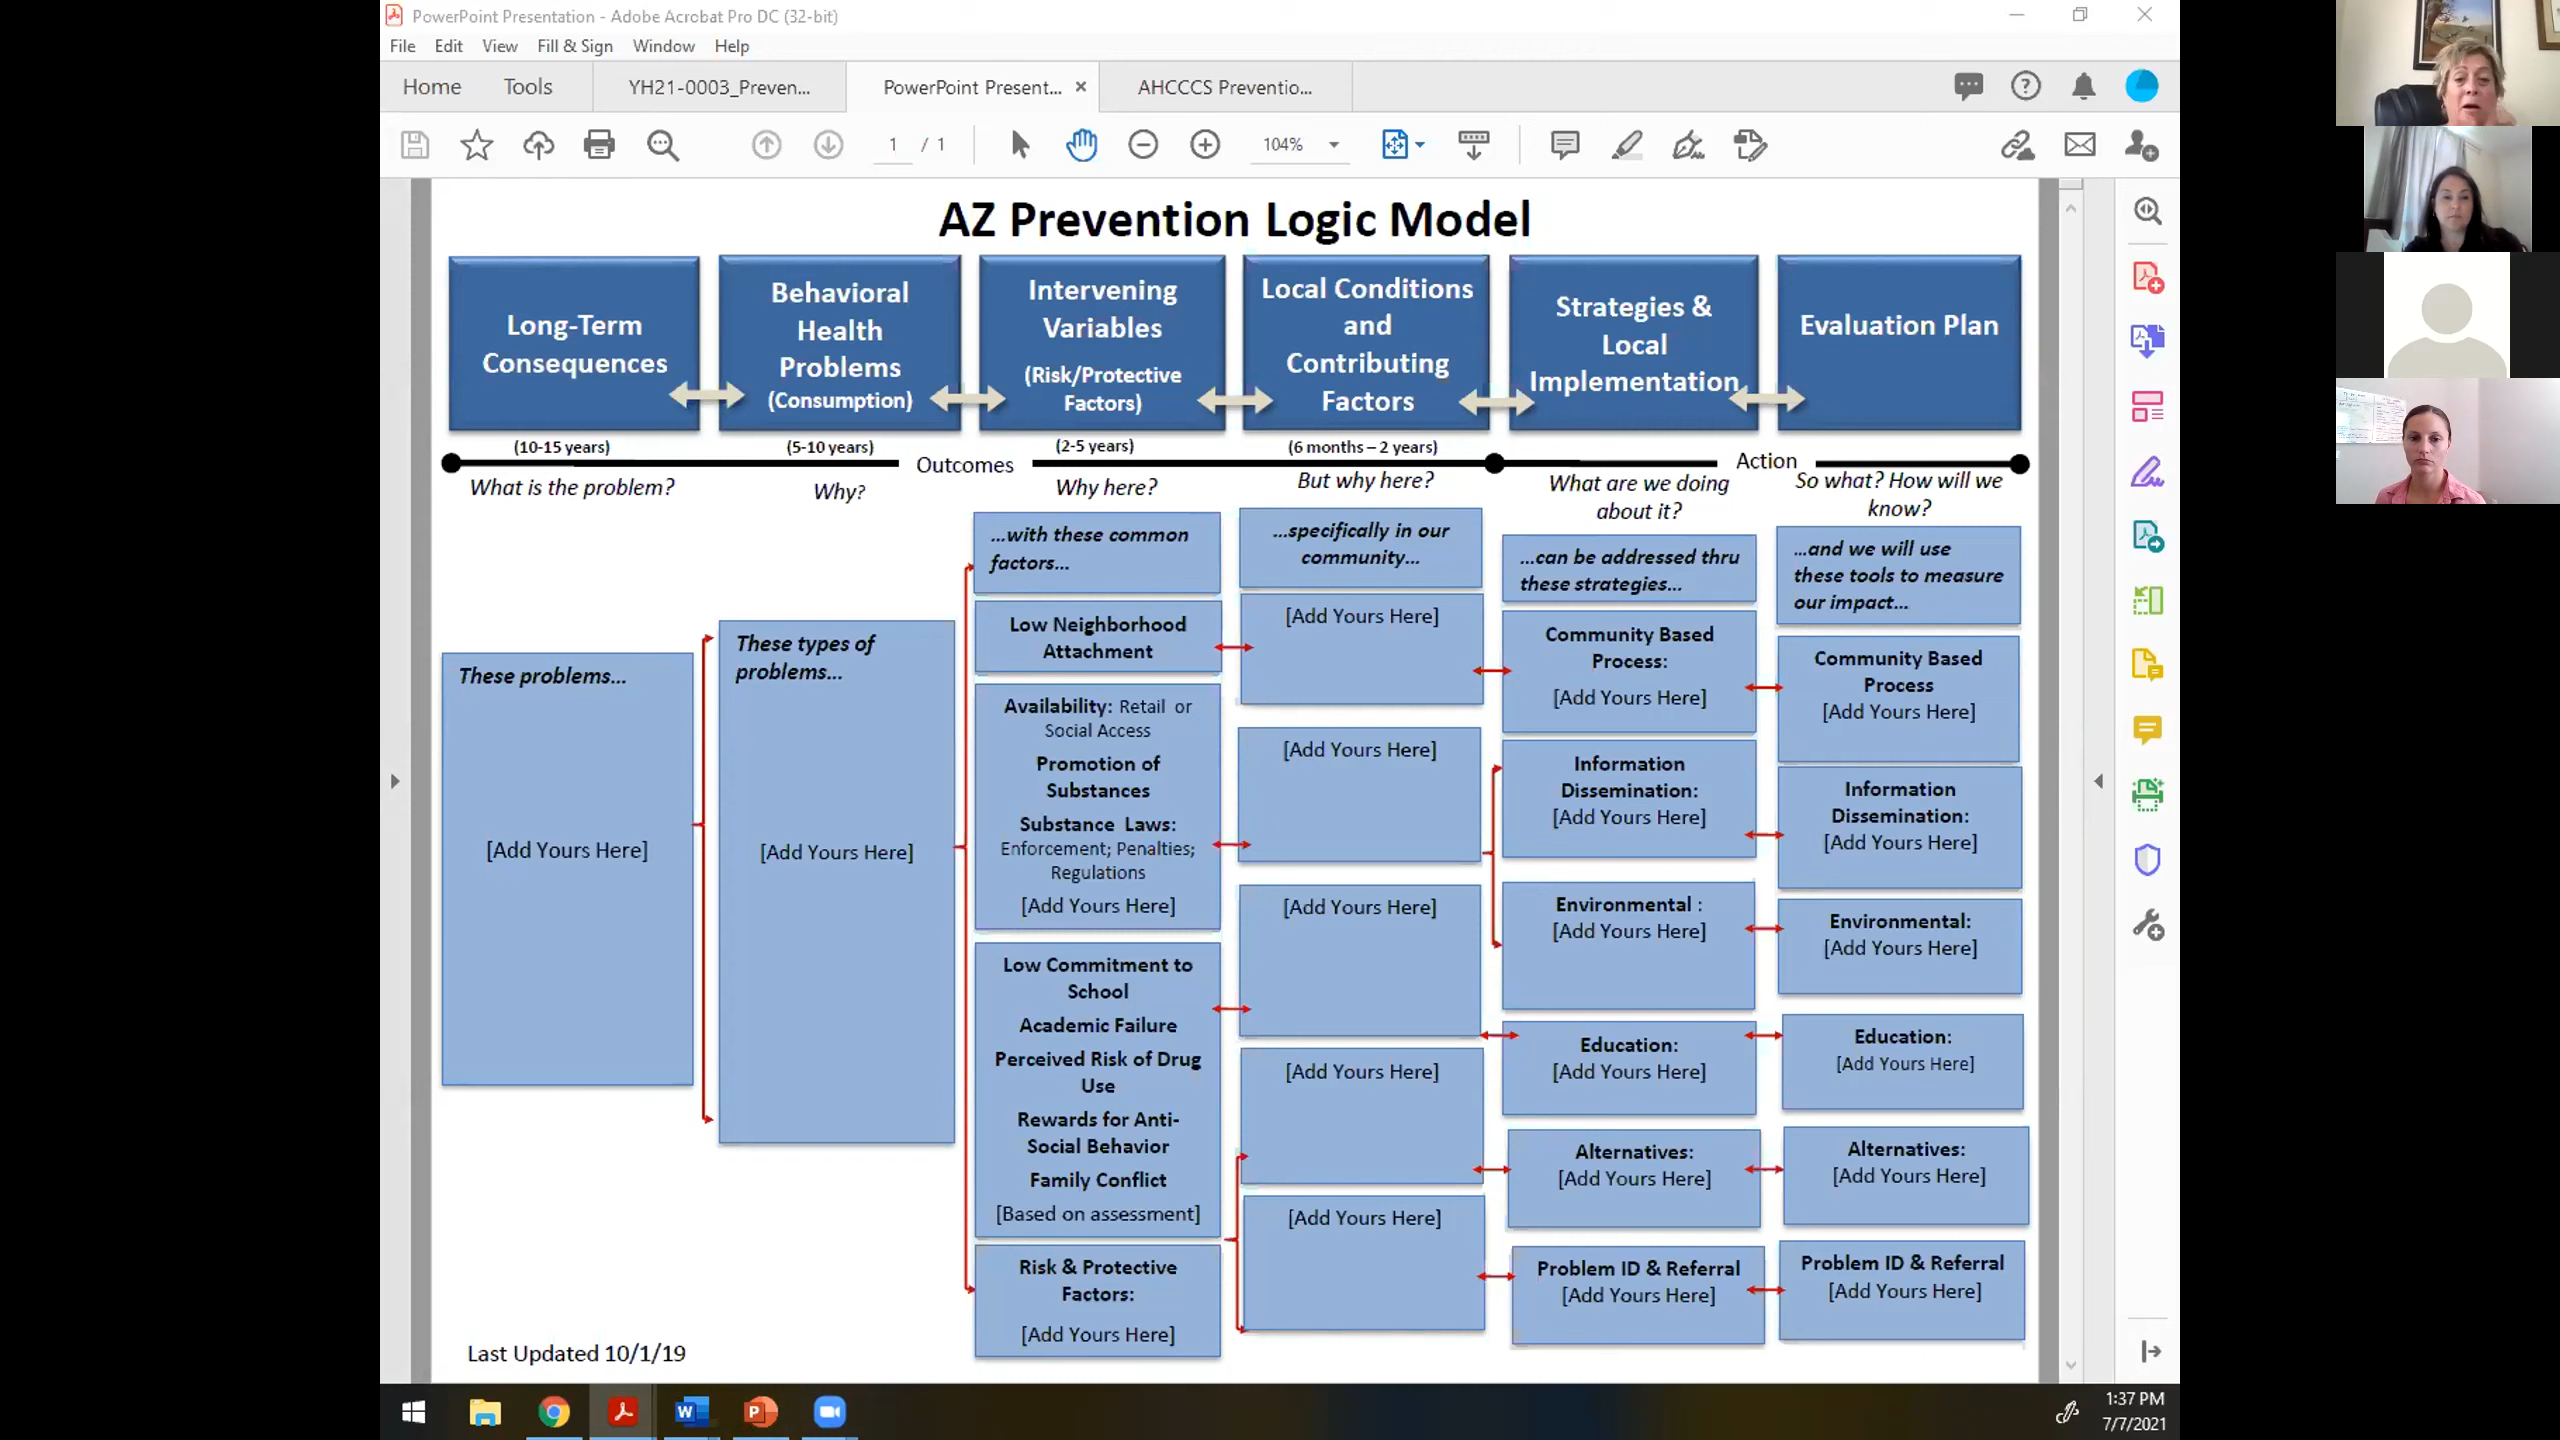 PowerPoint Presentation - Adobe Acrobat Pro DC (32-bit)
File Edit View Fill & Sign Window Help
Home Tools YH21-0003_Preven... PowerPoint Present... × AHCCCS Preventio...
1 / 1 104%
AZ Prevention Logic Model
Long-Term
Consequences
(10-15 years)
What is the problem?
Behavioral
Health
Problems
(Consumption)
(5-10 years)
Why?
Intervening
Variables
(Risk/Protective
Factors)
(2-5 years)
Why here?
Local Conditions
and
Contributing
Factors
(6 months – 2 years)
But why here?
Strategies &
Local
Implementation
What are we doing
about it?
Evaluation Plan
So what? How will we
know?
Outcomes
Action
These problems...
[Add Yours Here]
These types of
problems...
[Add Yours Here]
...with these common
factors...
Low Neighborhood
Attachment
Availability: Retail or
Social Access
Promotion of
Substances
Substance Laws:
Enforcement; Penalties;
Regulations
[Add Yours Here]
Low Commitment to
School
Academic Failure
Perceived Risk of Drug
Use
Rewards for Anti-
Social Behavior
Family Conflict
[Based on assessment]
Risk & Protective
Factors:
[Add Yours Here]
...specifically in our
community...
[Add Yours Here]
[Add Yours Here]
[Add Yours Here]
[Add Yours Here]
[Add Yours Here]
...can be addressed thru
these strategies...
Community Based
Process:
[Add Yours Here]
Information
Dissemination:
[Add Yours Here]
Environmental :
[Add Yours Here]
Education:
[Add Yours Here]
Alternatives:
[Add Yours Here]
Problem ID & Referral
[Add Yours Here]
...and we will use
these tools to measure
our impact...
Community Based
Process
[Add Yours Here]
Information
Dissemination:
[Add Yours Here]
Environmental:
[Add Yours Here]
Education:
[Add Yours Here]
Alternatives:
[Add Yours Here]
Problem ID & Referral
[Add Yours Here]
Last Updated 10/1/19
1:37 PM
7/7/2021